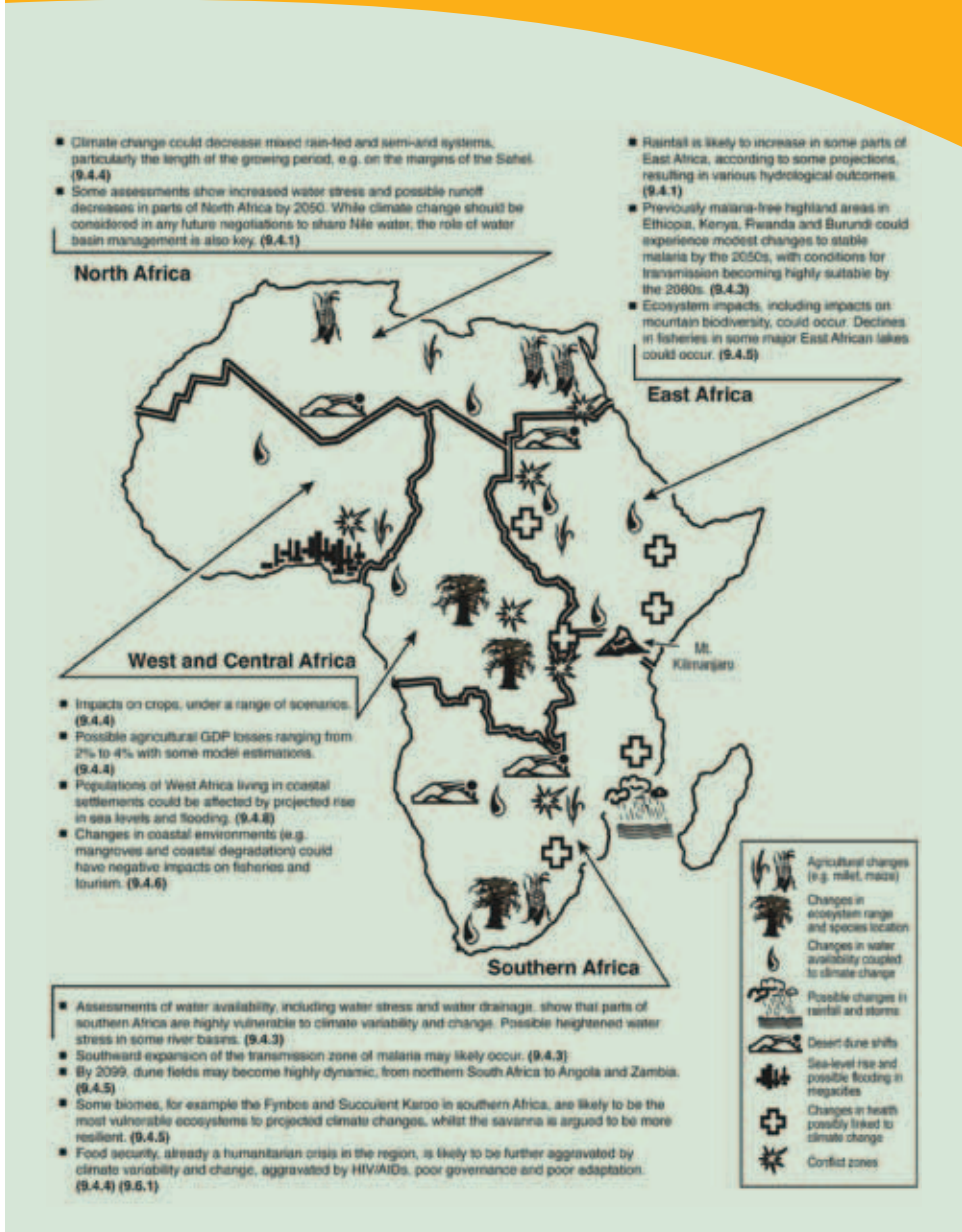 ■ Climate change could decrease mixed rain-fed and semi-arid systems,
particularly the length of the growing period, e.g. on the margins of the Sahel.
(9.4.4)
■ Some assessments show increased water stress and possible runoff
decreases in parts of North Africa by 2050. While climate change should be
considered in any future negotiations to share Nile water, the role of water
basin management is also key. (9.4.1)
North Africa
■ Rainfall is likely to increase in some parts of
East Africa, according to some projections,
resulting in various hydrological outcomes.
(9.4.1)
■ Previously malaria-free highland areas in
Ethiopia, Kenya, Rwanda and Burundi could
experience modest changes to stable
malaria by the 2050s, with conditions for
transmission becoming highly suitable by
the 2080s. (9.4.3)
■ Ecosystem impacts, including impacts on
mountain biodiversity, could occur. Declines
in fisheries in some major East African lakes
could occur. (9.4.5)
East Africa
Mt.
Kilimanjaro
West and Central Africa
■ Impacts on crops, under a range of scenarios.
(9.4.4)
■ Possible agricultural GDP losses ranging from
2% to 4% with some model estimations.
(9.4.4)
■ Populations of West Africa living in coastal
settlements could be affected by projected rise
in sea levels and flooding. (9.4.8)
■ Changes in coastal environments (e.g.
mangroves and coastal degradation) could
have negative impacts on fisheries and
tourism. (9.4.6)
Southern Africa
■ Assessments of water availability, including water stress and water drainage, show that parts of
southern Africa are highly vulnerable to climate variability and change. Possible heightened water
stress in some river basins. (9.4.3)
■ Southward expansion of the transmission zone of malaria may likely occur. (9.4.3)
■ By 2099, dune fields may become highly dynamic, from northern South Africa to Angola and Zambia.
(9.4.5)
■ Some biomes, for example the Fynbos and Succulent Karoo in southern Africa, are likely to be the
most vulnerable ecosystems to projected climate changes, whilst the savanna is argued to be more
resilient. (9.4.5)
■ Food security, already a humanitarian crisis in the region, is likely to be further aggravated by
climate variability and change, aggravated by HIV/AIDs, poor governance and poor adaptation.
(9.4.4) (9.6.1)
Agricultural changes
(e.g. millet, maize)
Changes in
ecosystem range
and species location
Changes in water
availability coupled
to climate change
Possible changes in
rainfall and storms
Desert dune shifts
Sea-level rise and
possible flooding in
megacities
Changes in health
possibly linked to
climate change
Conflict zones